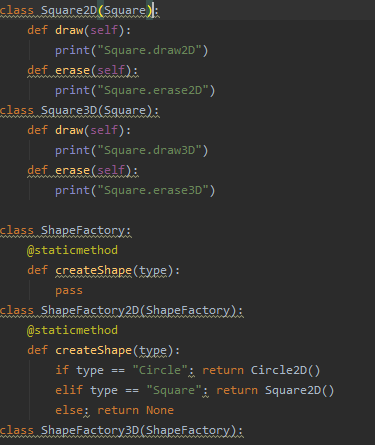 class Square2D(Square):
    def draw(self):
        print("Square.draw2D")
    def erase(self):
        print("Square.erase2D")
class Square3D(Square):
    def draw(self):
        print("Square.draw3D")
    def erase(self):
        print("Square.erase3D")
class ShapeFactory:
    @staticmethod
    def createShape(type):
        pass
class ShapeFactory2D(ShapeFactory):
    @staticmethod
    def createShape(type):
        if type == "Circle": return Circle2D()
        elif type == "Square": return Square2D()
        else: return None
class ShapeFactory3D(ShapeFactory):